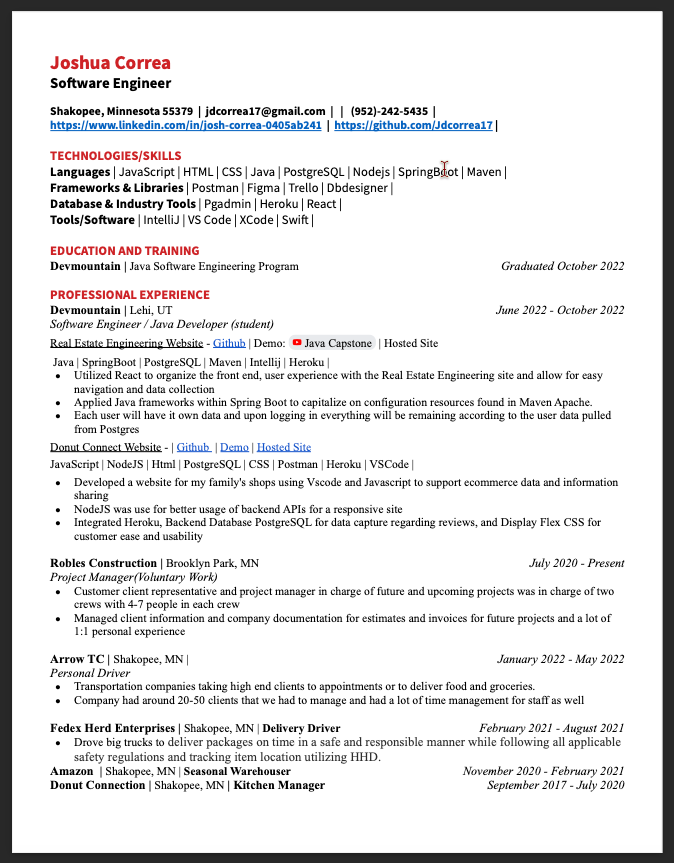 Joshua Correa
Software Engineer
Shakopee, Minnesota 55379 | jdcorrea17@gmail.com | | (952)-242-5435 |
https://www.linkedin.com/in/josh-correa-0405ab241 | https://github.com/Jdcorrea17 |
TECHNOLOGIES/SKILLS
Languages | JavaScript | HTML | CSS | Java | PostgreSQL | Nodejs | SpringBoot | Maven |
Frameworks & Libraries | Postman | Figma | Trello | Dbdesigner |
Database & Industry Tools | Pgadmin | Heroku | React |
Tools/Software | IntelliJ | VS Code | XCode | Swift |
EDUCATION AND TRAINING
Devmountain | Java Software Engineering Program Graduated October 2022
PROFESSIONAL EXPERIENCE
Devmountain | Lehi, UT June 2022 - October 2022
Software Engineer / Java Developer (student)
Real Estate Engineering Website - Github | Demo: Java Capstone | Hosted Site
Java | SpringBoot | PostgreSQL | Maven | Intellij | Heroku |
• Utilized React to organize the front end, user experience with the Real Estate Engineering site and allow for easy
navigation and data collection
• Applied Java frameworks within Spring Boot to capitalize on configuration resources found in Maven Apache.
• Each user will have it own data and upon logging in everything will be remaining according to the user data pulled
from Postgres
Donut Connect Website - | Github | Demo | Hosted Site
JavaScript | NodeJS | Html | PostgreSQL | CSS | Postman | Heroku | VSCode |
• Developed a website for my family's shops using Vscode and Javascript to support ecommerce data and information
sharing
• NodeJS was use for better usage of backend APIs for a responsive site
• Integrated Heroku, Backend Database PostgreSQL for data capture regarding reviews, and Display Flex CSS for
customer ease and usability
Robles Construction | Brooklyn Park, MN July 2020 - Present
Project Manager(Voluntary Work)
• Customer client representative and project manager in charge of future and upcoming projects was in charge of two
crews with 4-7 people in each crew
• Managed client information and company documentation for estimates and invoices for future projects and a lot of
1:1 personal experience
Arrow TC | Shakopee, MN | January 2022 - May 2022
Personal Driver
• Transportation companies taking high end clients to appointments or to deliver food and groceries.
• Company had around 20-50 clients that we had to manage and had a lot of time management for staff as well
Fedex Herd Enterprises | Shakopee, MN | Delivery Driver February 2021 - August 2021
• Drove big trucks to deliver packages on time in a safe and responsible manner while following all applicable
safety regulations and tracking item location utilizing HHD.
Amazon | Shakopee, MN | Seasonal Warehouser November 2020 - February 2021
Donut Connection | Shakopee, MN | Kitchen Manager September 2017 - July 2020